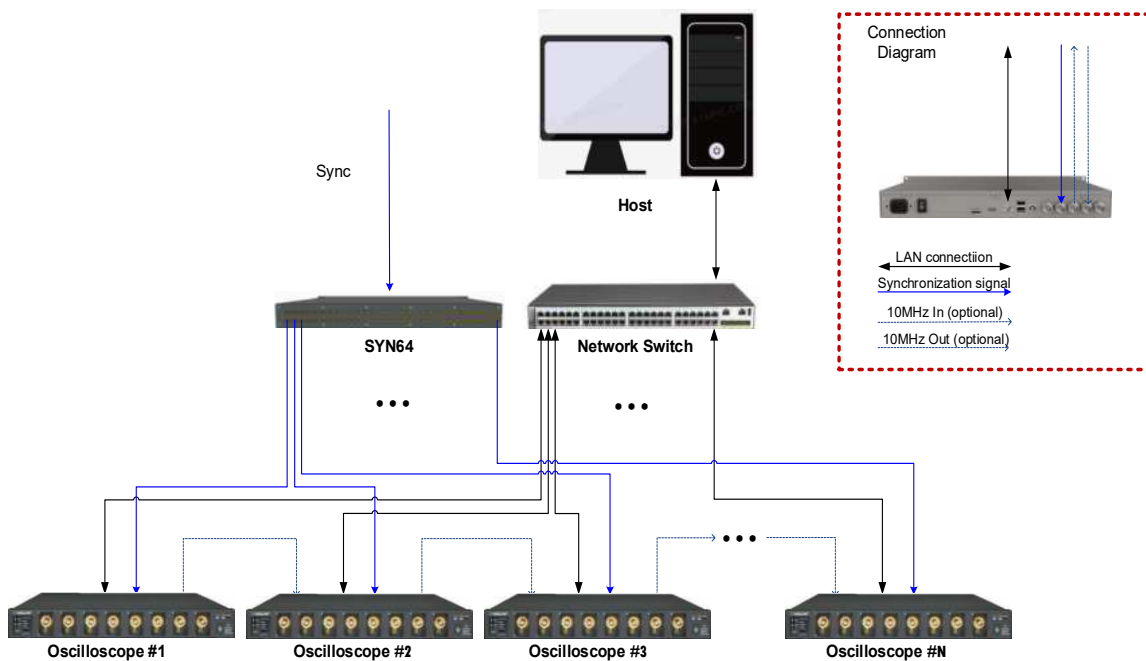 Connection
Diagram
Sync
Host
LAN connectiion
Synchronization signal
10MHz In (optional)
10MHz Out (optional)
SYN64
Network Switch
Oscilloscope #1
Oscilloscope #2
Oscilloscope #3
Oscilloscope #N